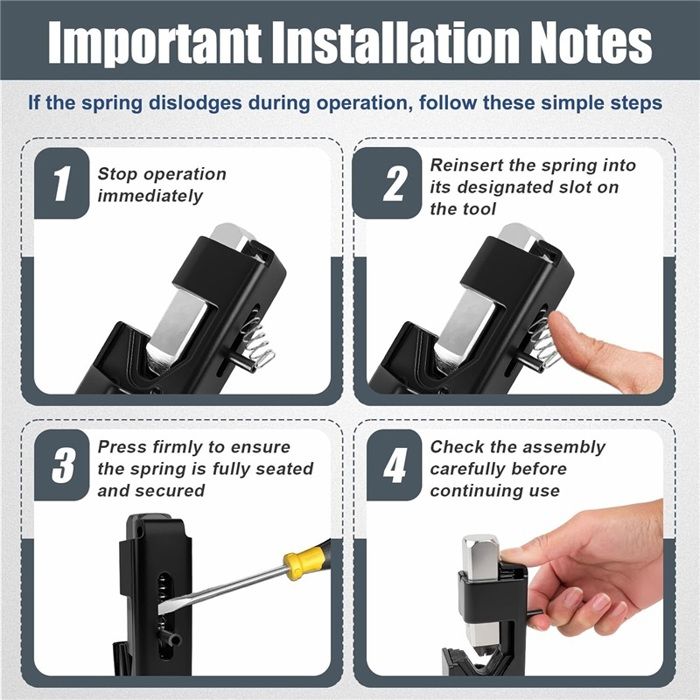 Important Installation Notes
If the spring dislodges during operation, follow these simple steps
1
Stop operation
immediately
2
Reinsert the spring into
its designated slot on
the tool
3
Press firmly to ensure
the spring is fully seated
and secured
4
Check the assembly
carefully before
continuing use